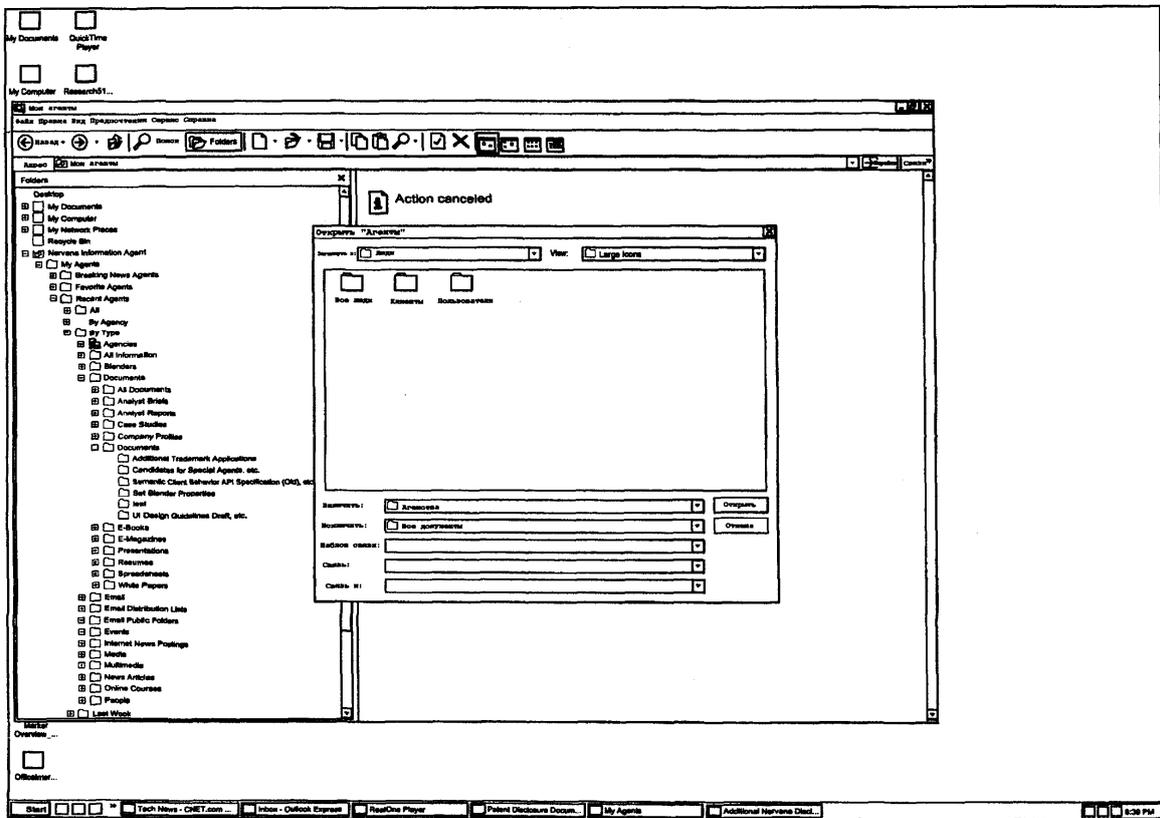 My Documents
QuickTime
Player
My Computer
Research51...
Мои агенты
Файл Правка Вид Предпочтения Сервис Справка
Назад
Поиск
Folders
Адрес
Мои агенты
Folders
Desktop
My Documents
My Computer
My Network Places
Recycle Bin
Nervana Information Agent
My Agents
Breaking News Agents
Favorite Agents
Recent Agents
All
By Agency
By Type
Agencies
All Information
Blenders
Documents
All Documents
Analyst Briefs
Analyst Reports
Case Studies
Company Profiles
Documents
Additional Trademark Applications
Candidates for Special Agents, etc.
Semantic Client Behavior API Specification (Old), etc
Set Blender Properties
test
UI Design Guidelines Draft, etc.
E-Books
E-Magazines
Presentations
Resumes
Spreadsheets
White Papers
Email
Email Distribution Lists
Email Public Folders
Events
Internet News Postings
Media
Multimedia
News Articles
Online Courses
People
Last Week
Action canceled
Открыть "Агенты"
Люди
View:
Large Icons
Все люди
Клиенты
Пользователи
Включить:
Агентства
Открыть
Все документы
Отмена
Шаблон связи:
Связь:
Связь к:
Market
Overview_...
Start
Tech News - CNET.com ...
Inbox - Outlook Express
RealOne Player
Patent Disclosure Docum...
My Agents
Additional Nervana Discl...
8:39 PM